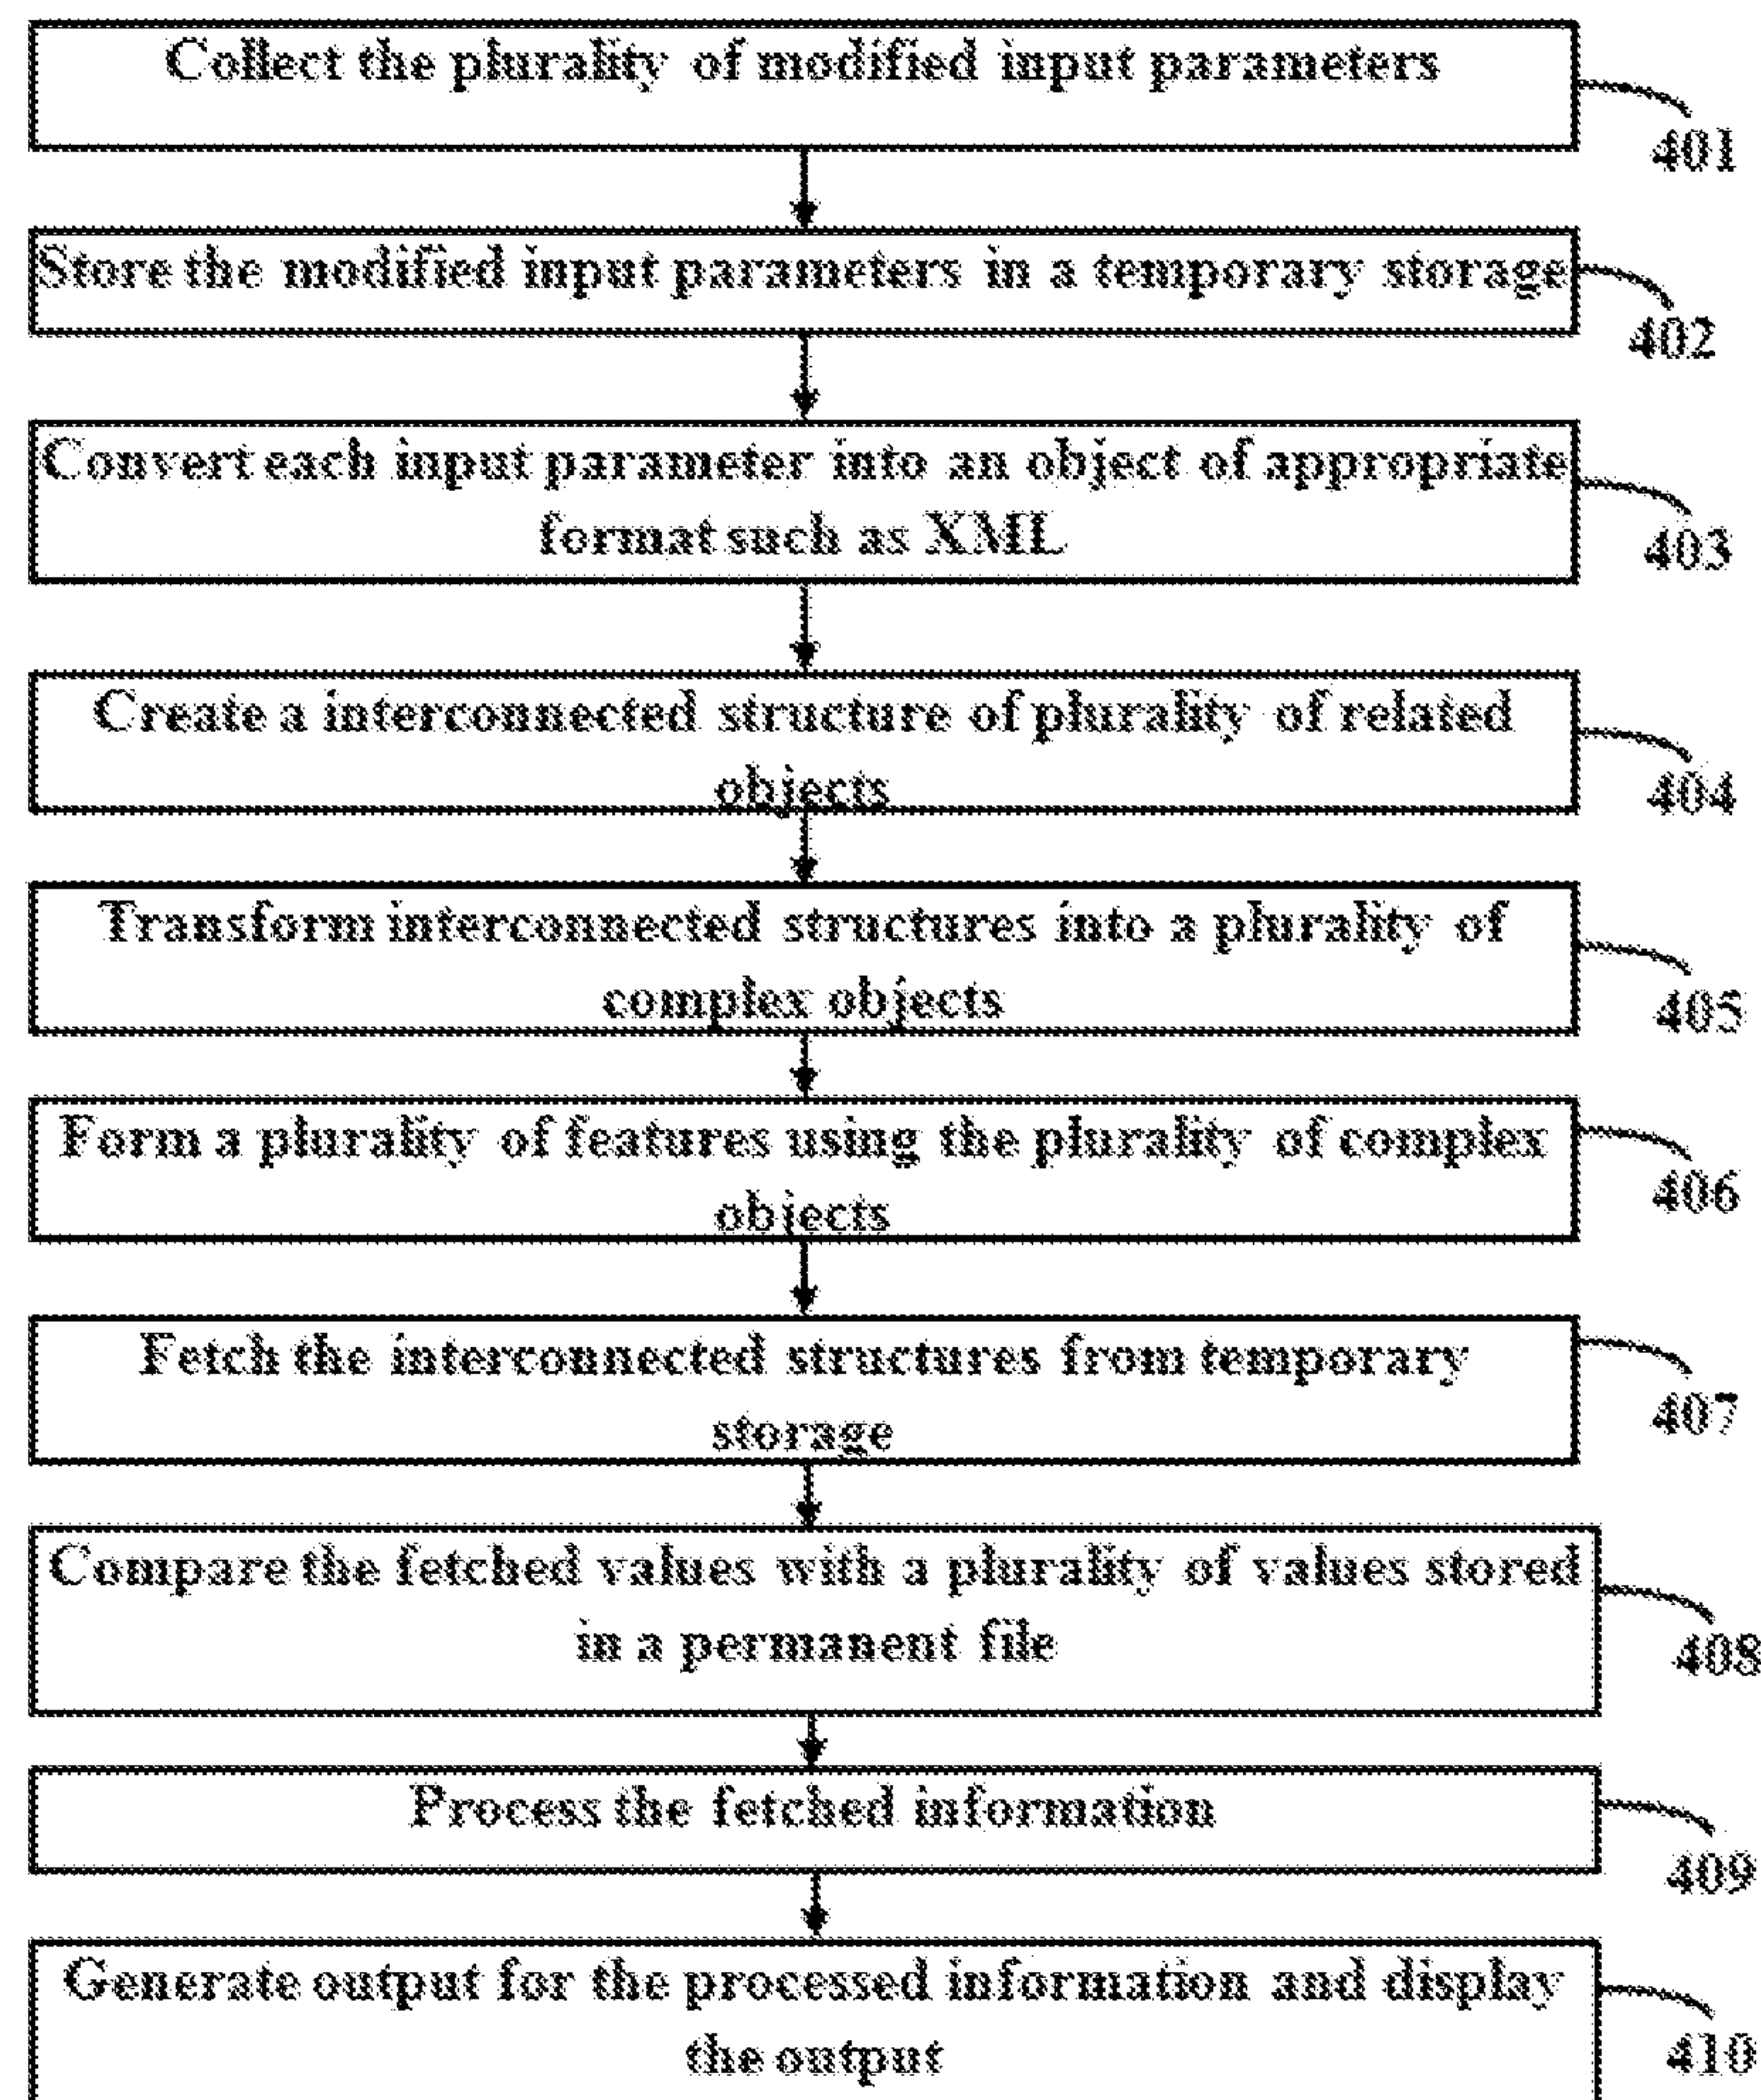 Collect the plurality of modified input parameters
401
Store the modified input parameters in a temporary storage
402
Convert each input parameter into an object of appropriate
format such as XML
403
Create a interconnected structure of plurality of related
objects
404
Transform interconnected structures into a plurality of
complex objects
405
Form a plurality of features using the plurality of complex
objects
406
Fetch the interconnected structures from temporary
storage
407
Compare the fetched values with a plurality of values stored
in a permanent file
408
Process the fetched information
409
Generate output for the processed information and display
the output
410